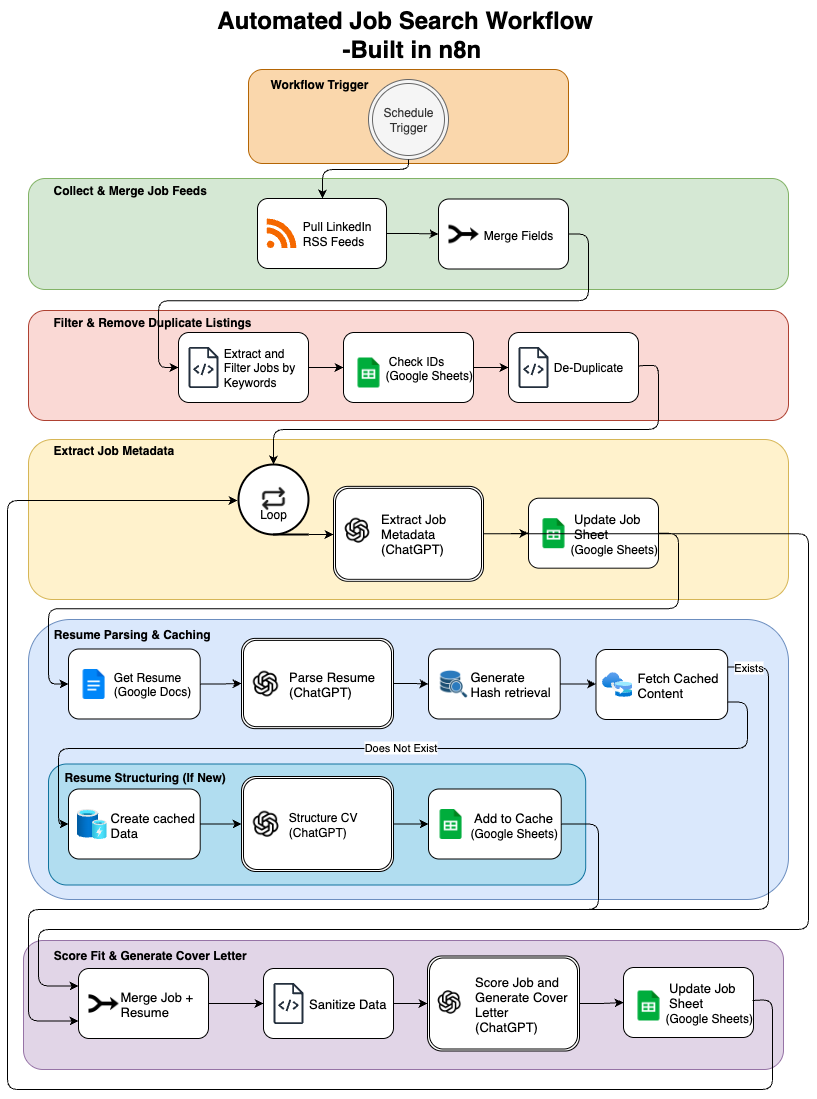 Automated Job Search Workflow
-Built in n8n
Workflow Trigger
Schedule
Trigger
Collect & Merge Job Feeds
Pull LinkedIn
RSS Feeds
Merge Fields
Filter & Remove Duplicate Listings
Extract and
Filter Jobs by
Keywords
Check IDs
(Google Sheets)
De-Duplicate
Extract Job Metadata
Loop
Extract Job
Metadata
(ChatGPT)
Update Job
Sheet
(Google Sheets)
Resume Parsing & Caching
Get Resume
(Google Docs)
Parse Resume
(ChatGPT)
Generate
Hash retrieval
Fetch Cached
Content
Exists
Does Not Exist
Resume Structuring (If New)
Create cached
Data
Structure CV
(ChatGPT)
Add to Cache
(Google Sheets)
Score Fit & Generate Cover Letter
Merge Job +
Resume
Sanitize Data
Score Job and
Generate Cover
Letter
(ChatGPT)
Update Job
Sheet
(Google Sheets)